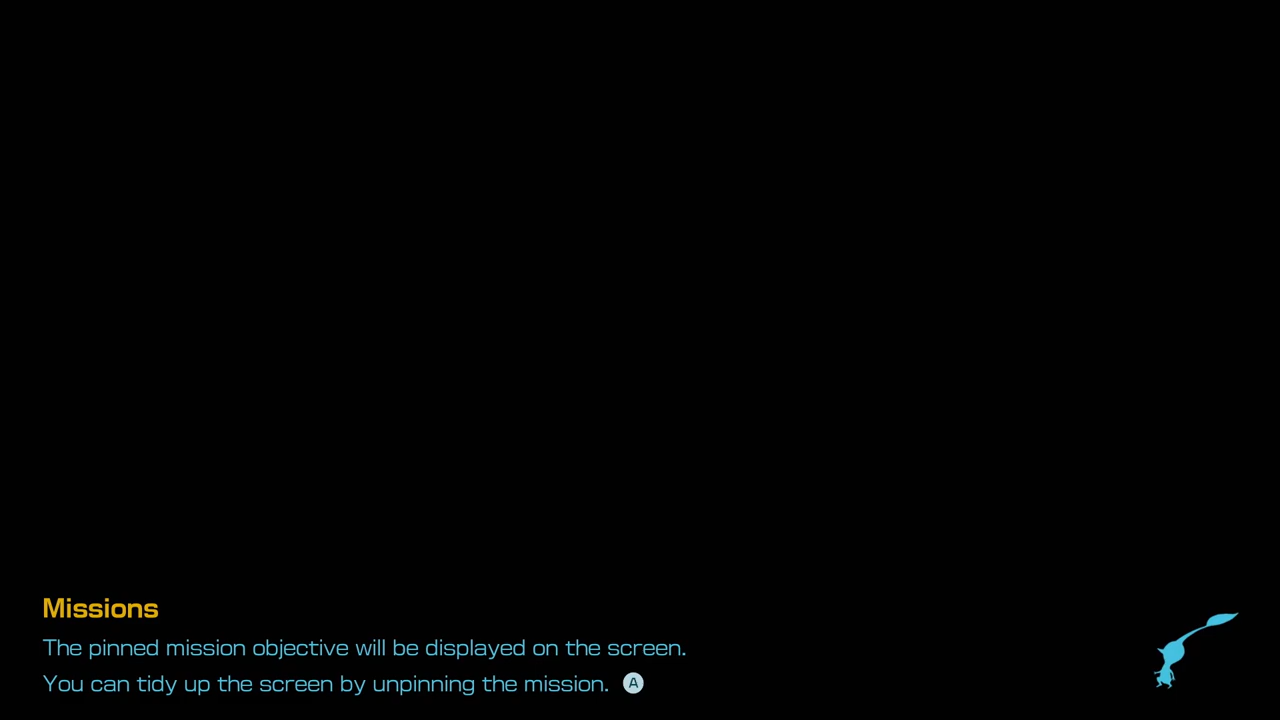 Missions
The pinned mission objective will be displayed on the screen.
You can tidy up the screen by unpinning the mission. A